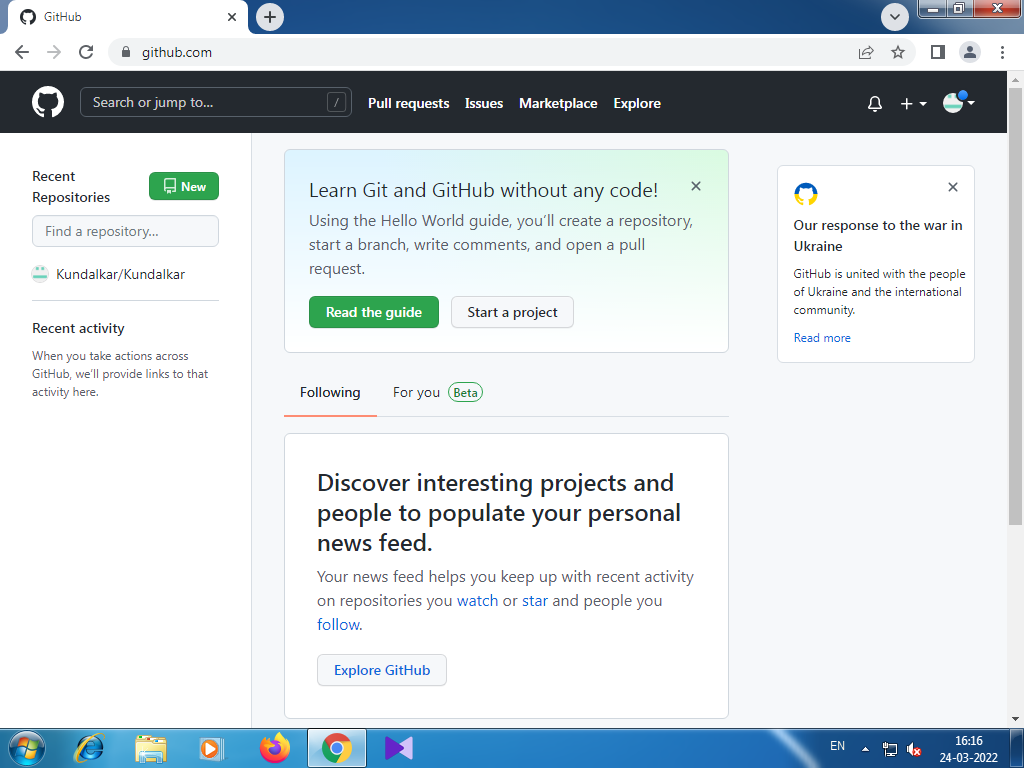 GitHub
github.com
Search or jump to... /
Pull requests Issues Marketplace Explore
Recent
Repositories
New
Find a repository...
Kundalkar/Kundalkar
Recent activity
When you take actions across
GitHub, we'll provide links to that
activity here.
Learn Git and GitHub without any code!
Using the Hello World guide, you'll create a repository,
start a branch, write comments, and open a pull
request.
Read the guide Start a project
Following For you Beta
Discover interesting projects and
people to populate your personal
news feed.
Your news feed helps you keep up with recent activity
on repositories you watch or star and people you
follow.
Explore GitHub
Our response to the war in
Ukraine
GitHub is united with the people
of Ukraine and the international
community.
Read more
EN
16:16
24-03-2022